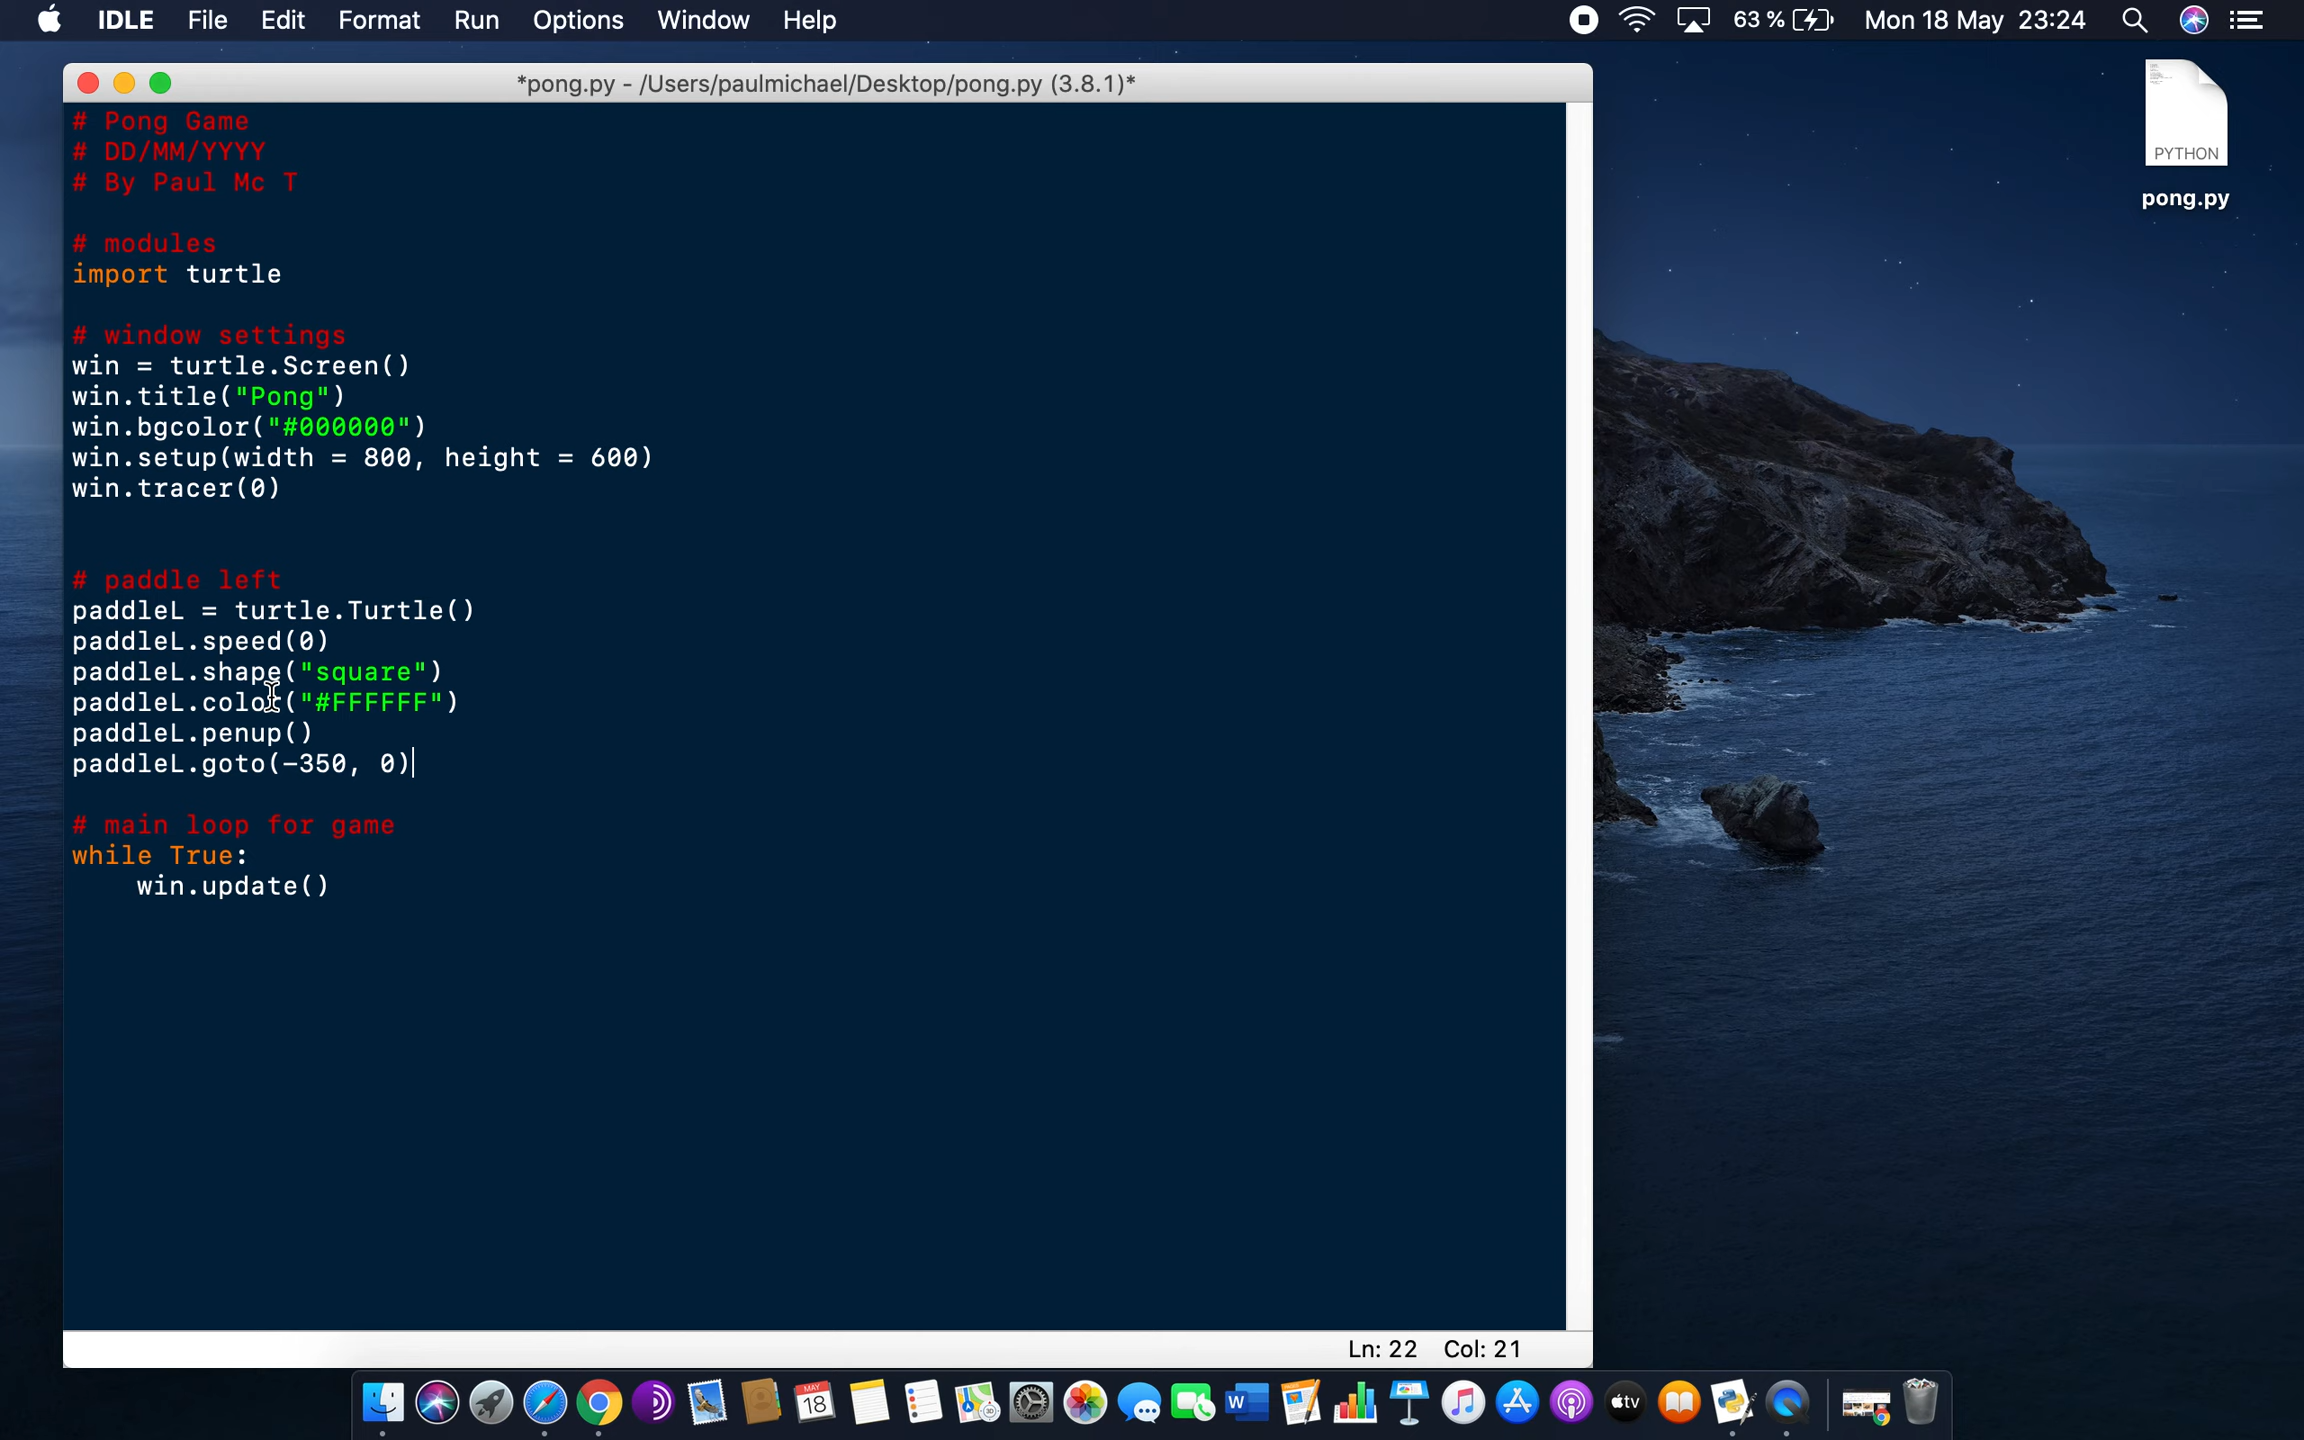 IDLE File Edit Format Run Options Window Help 63 % Mon 18 May 23:24
*pong.py - /Users/paulmichael/Desktop/pong.py (3.8.1)*
# Pong Game
# DD/MM/YYYY
# By Paul Mc T
# modules
import turtle
# window settings
win = turtle.Screen()
win.title("Pong")
win.bgcolor("#000000")
win.setup(width = 800, height = 600)
win.tracer(0)
# paddle left
paddleL = turtle.Turtle()
paddleL.speed(0)
paddleL.shape("square")
paddleL.color("#FFFFFF")
paddleL.penup()
paddleL.goto(-350, 0)
# main loop for game
while True:
    win.update()
Ln: 22 Col: 21
PYTHON
pong.py
MAY
18
3D
W
tv